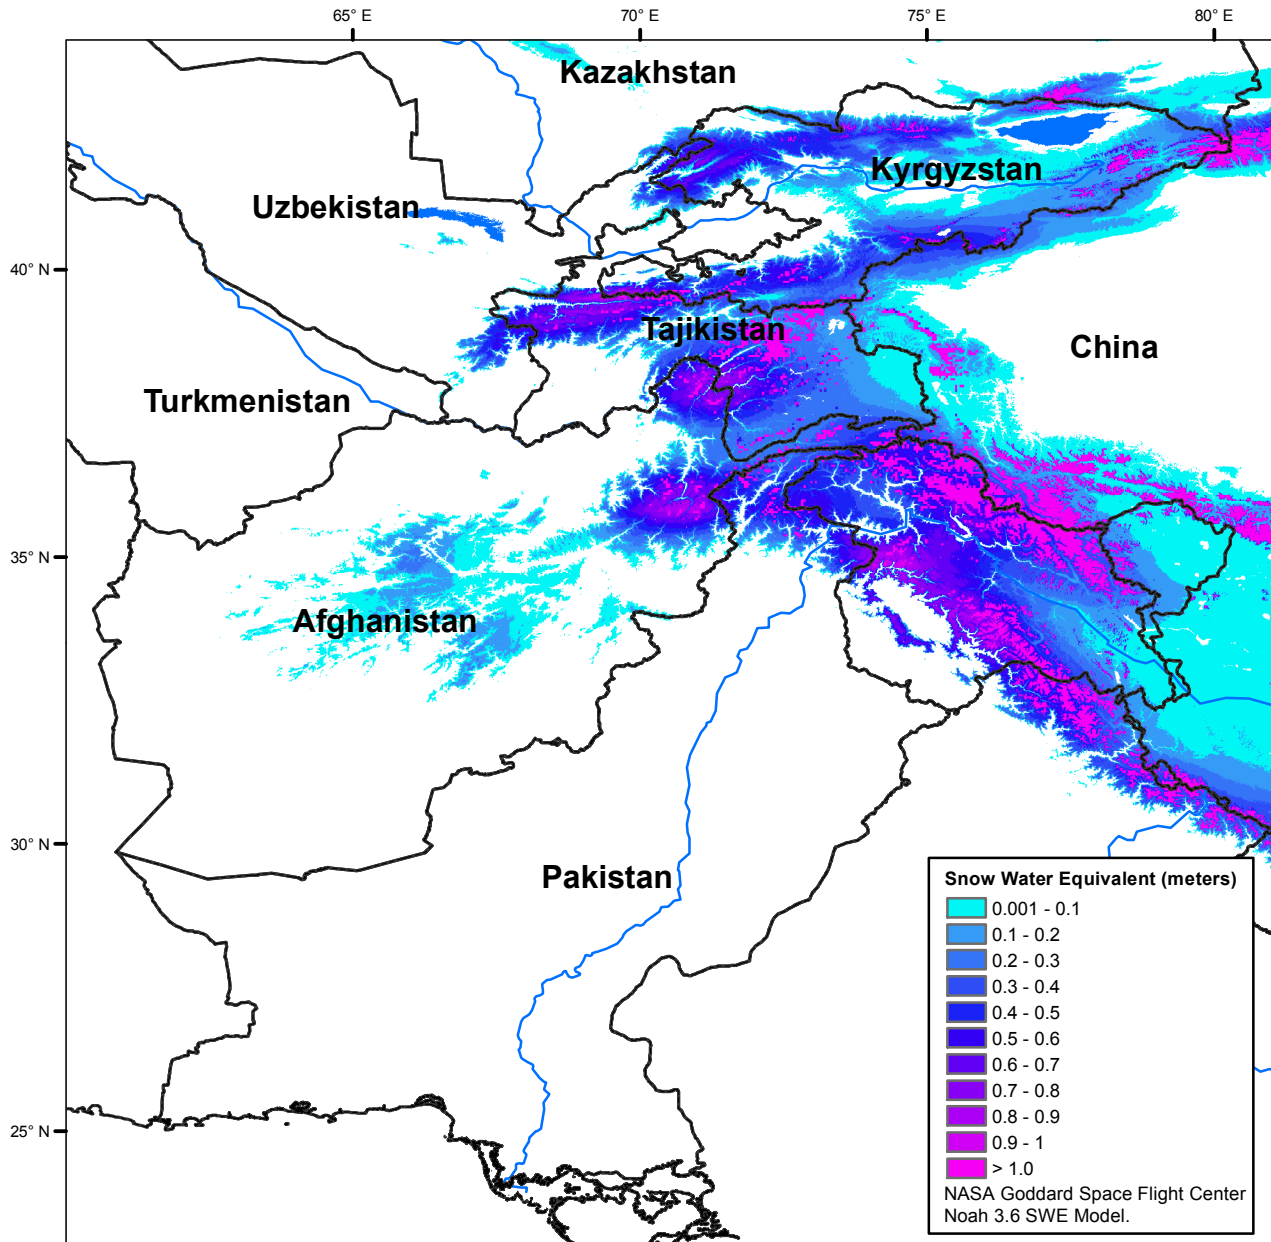 65° E
70° E
75° E
80° E
Kazakhstan
Kyrgyzstan
Uzbekistan
40° N
Tajikistan
China
Turkmenistan
35° N
Afghanistan
30° N
Pakistan
25° N
Snow Water Equivalent (meters)
0.001 - 0.1
0.1 - 0.2
0.2 - 0.3
0.3 - 0.4
0.4 - 0.5
0.5 - 0.6
0.6 - 0.7
0.7 - 0.8
0.8 - 0.9
0.9 - 1
> 1.0
NASA Goddard Space Flight Center
Noah 3.6 SWE Model.